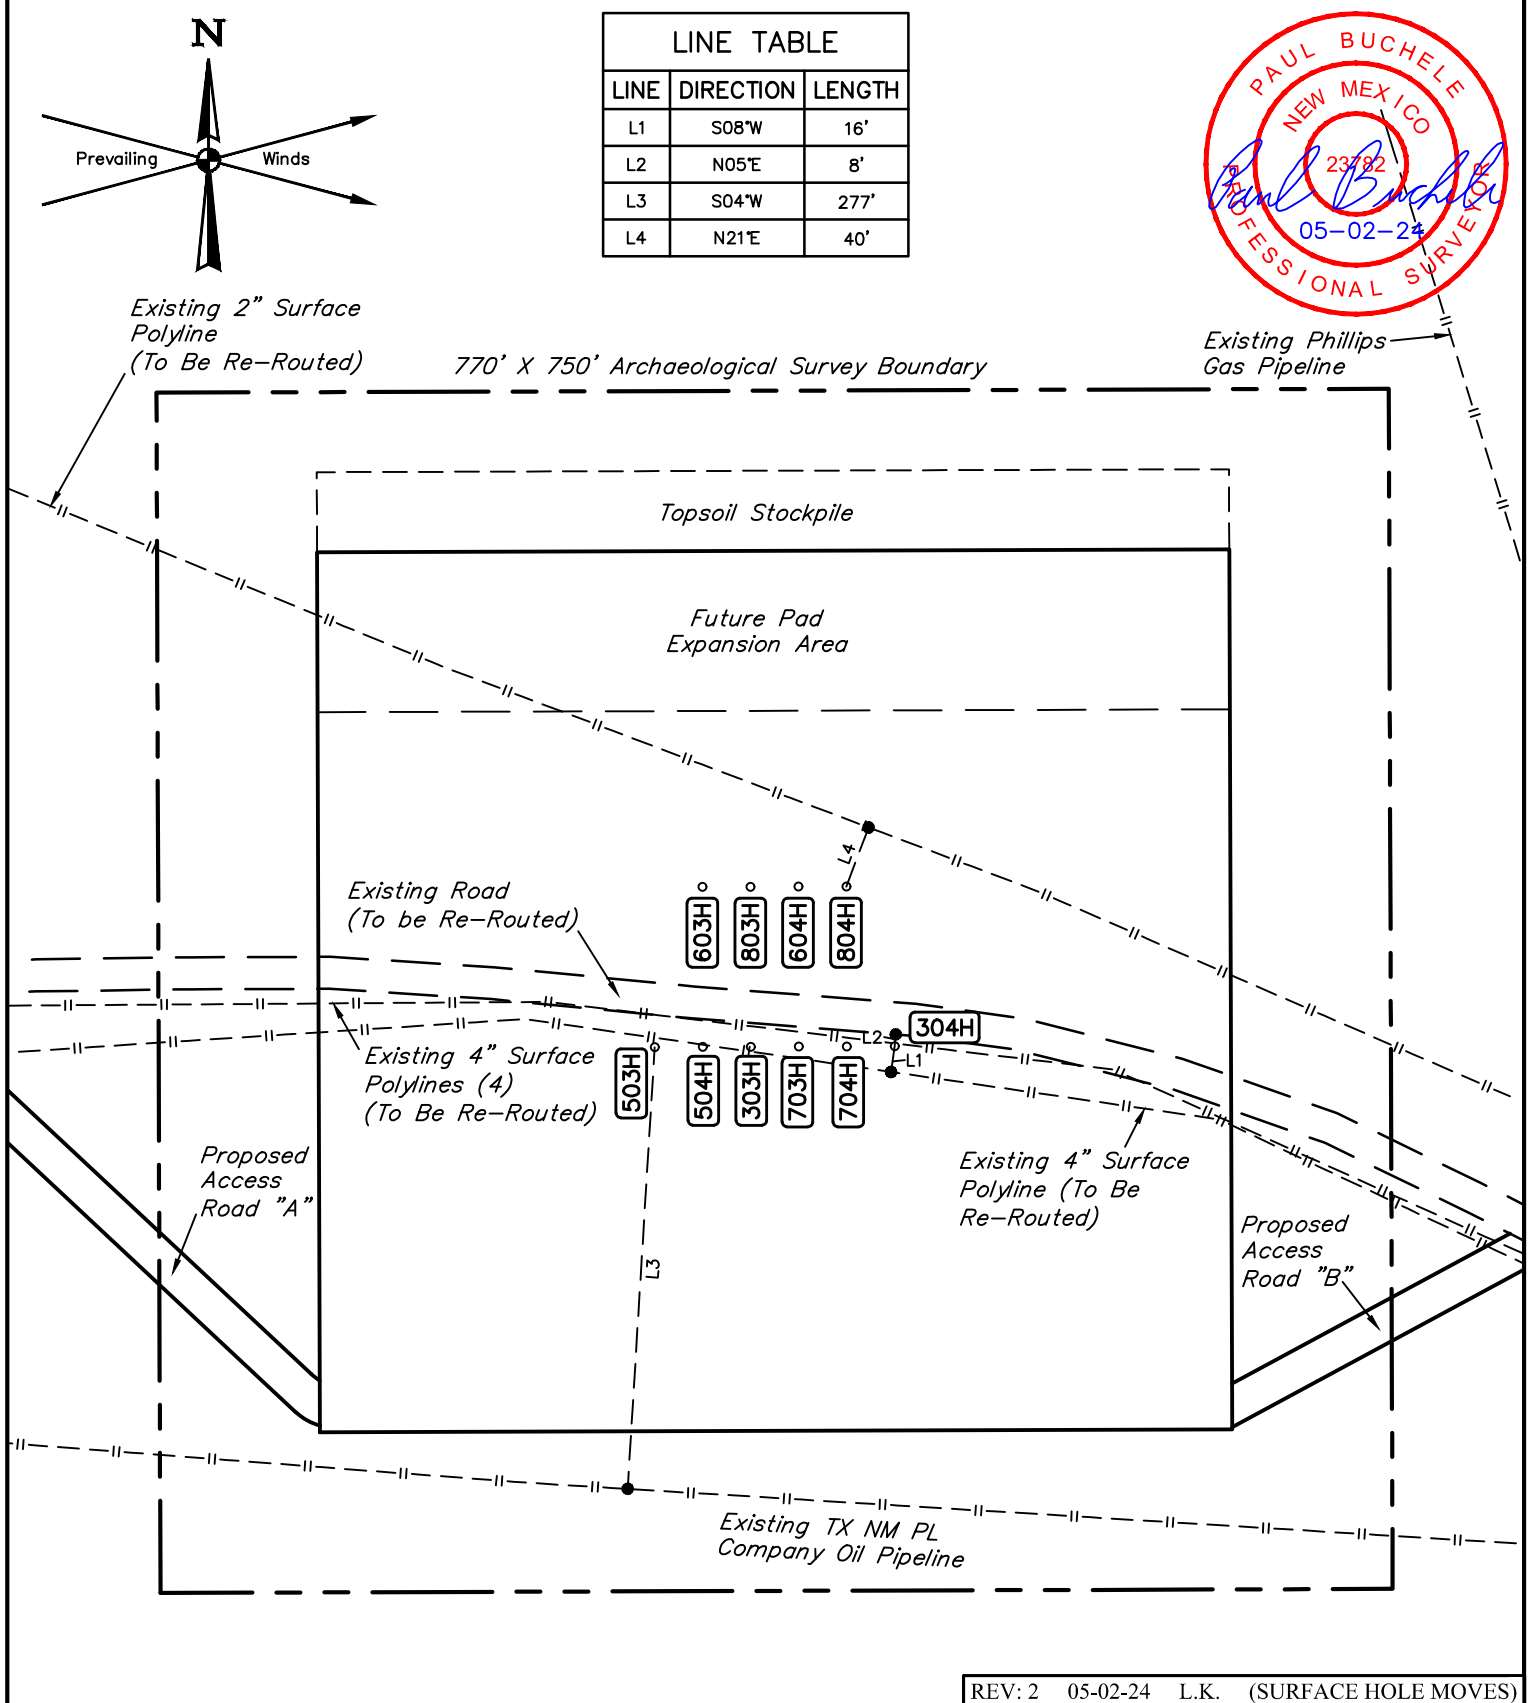 N
Prevailing Winds
LINE TABLE
LINE DIRECTION LENGTH
L1 S08°W 16'
L2 N05°E 8'
L3 S04°W 277'
L4 N21°E 40'
PAUL BUCHELE
NEW MEXICO
23782
PROFESSIONAL SURVEYOR
Paul Buchele
05-02-24
Existing 2" Surface
Polyline
(To Be Re-Routed)
770' X 750' Archaeological Survey Boundary
Existing Phillips
Gas Pipeline
Topsoil Stockpile
Future Pad
Expansion Area
L4
Existing Road
(To be Re-Routed)
603H
803H
604H
804H
304H
L2
L1
Existing 4" Surface
Polylines (4)
(To Be Re-Routed)
503H
504H
303H
703H
704H
Proposed
Access
Road "A"
Existing 4" Surface
Polyline (To Be
Re-Routed)
Proposed
Access
Road "B"
L3
Existing TX NM PL
Company Oil Pipeline
REV: 2 05-02-24 L.K. (SURFACE HOLE MOVES)